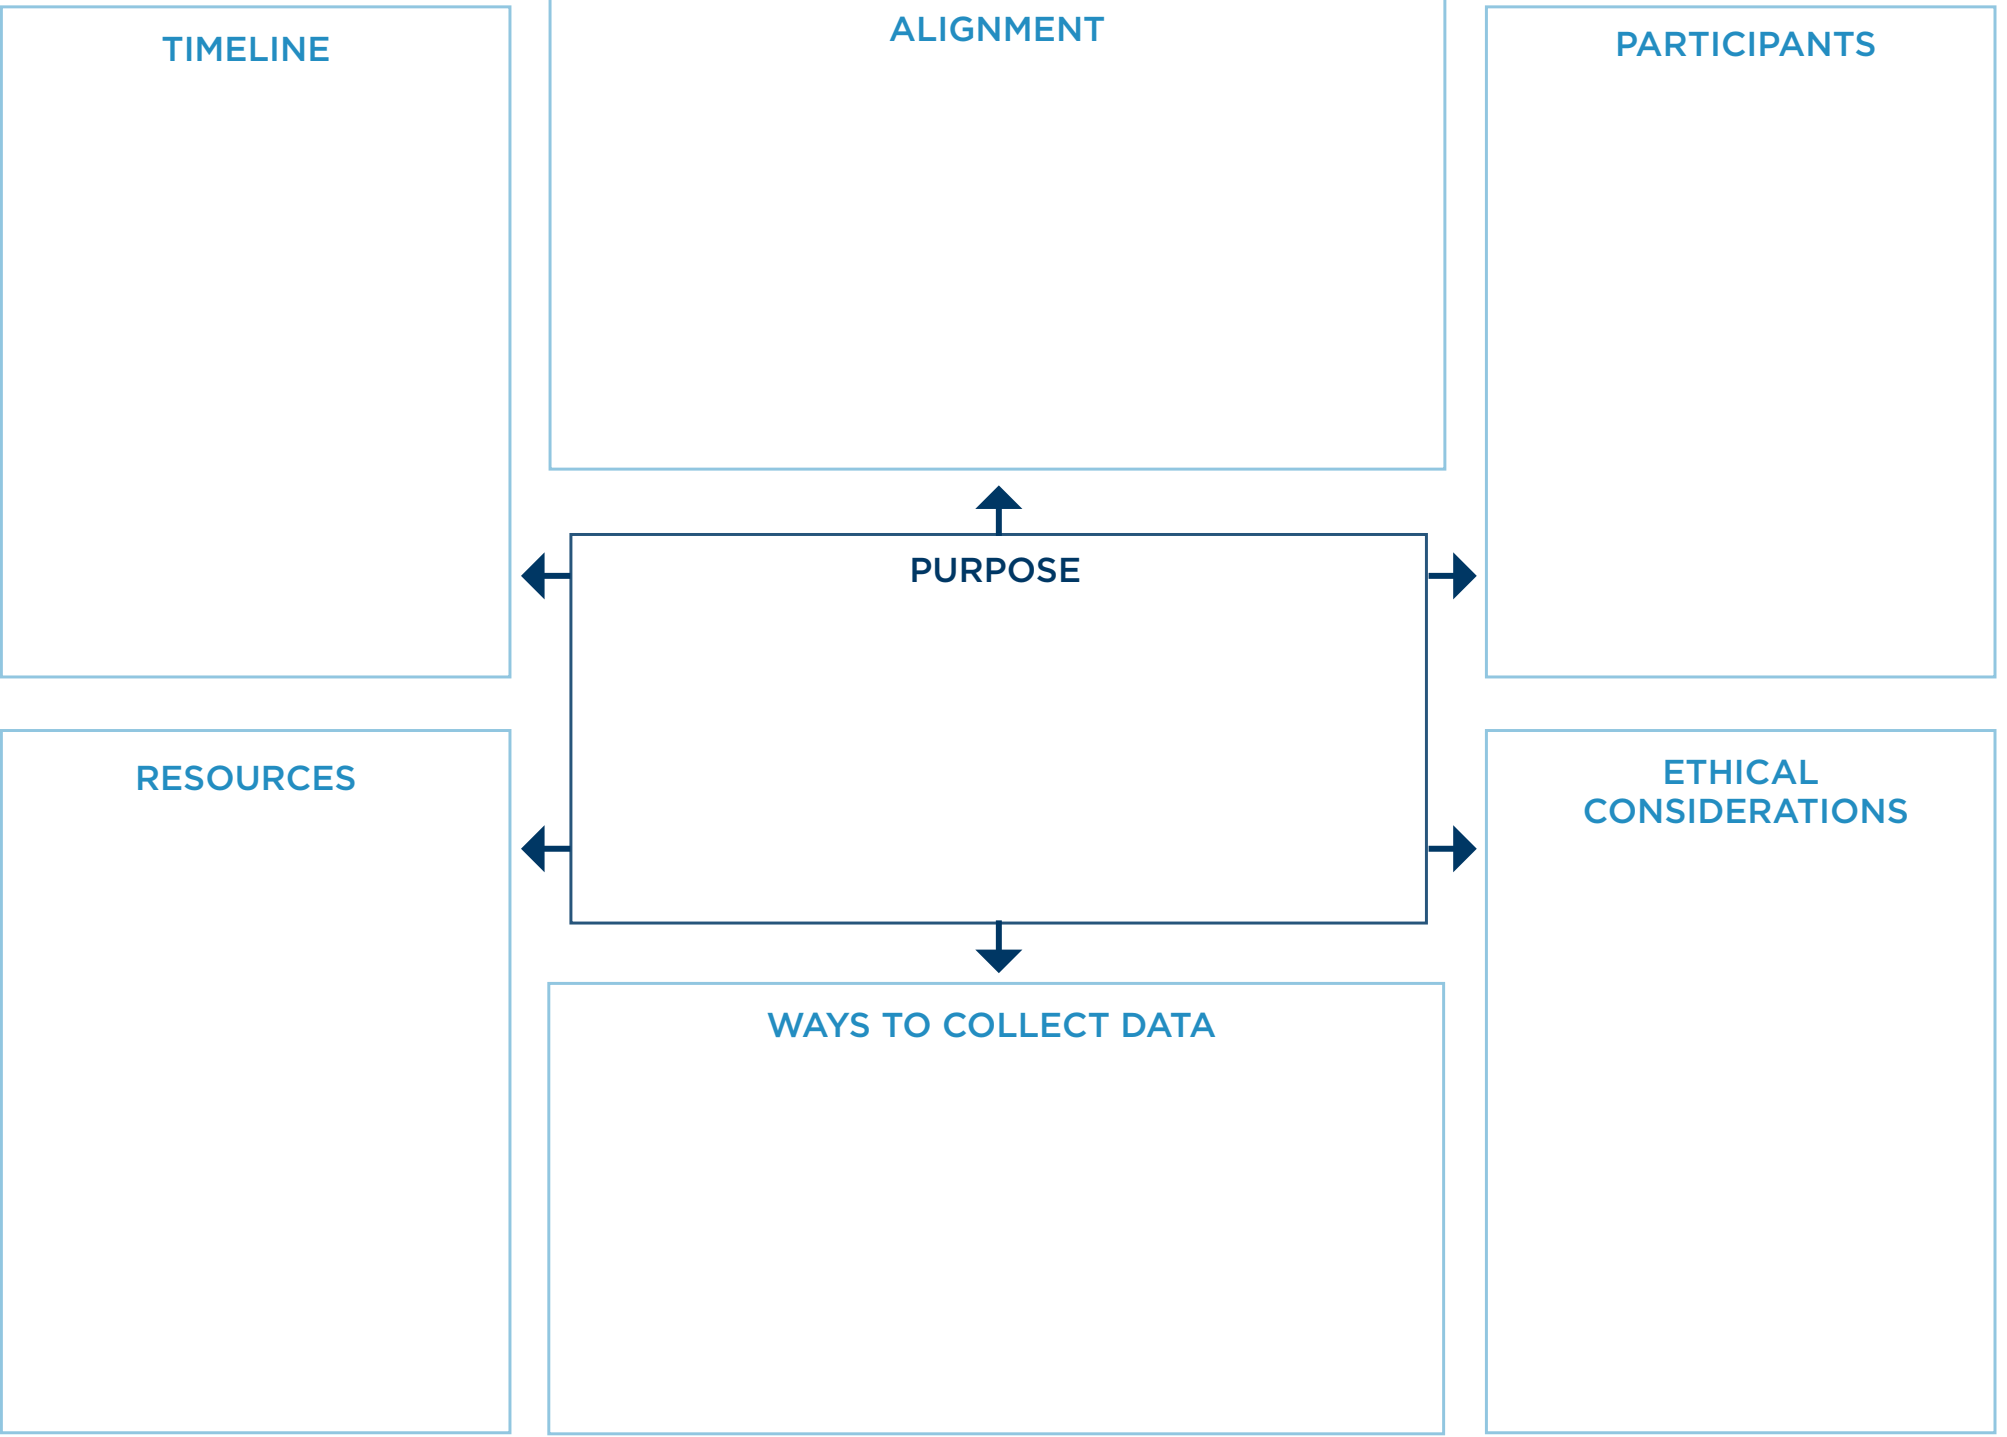 TIMELINE
ALIGNMENT
PARTICIPANTS
PURPOSE
RESOURCES
ETHICAL
CONSIDERATIONS
WAYS TO COLLECT DATA